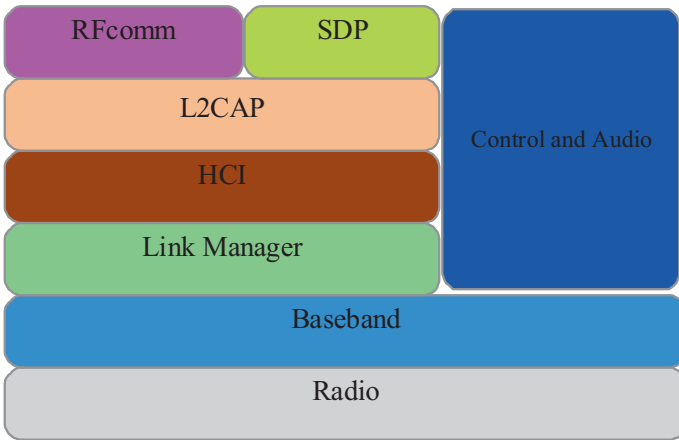 RFcomm
SDP
L2CAP
Control and Audio
HCI
Link Manager
Baseband
Radio